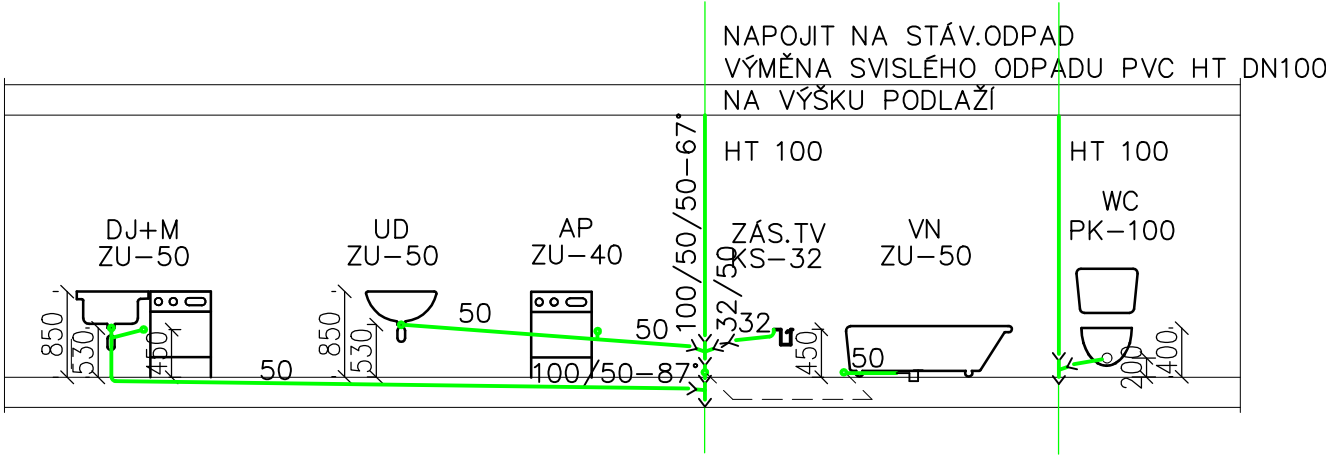 NAPOJIT NA STÁV.ODPAD
VÝMĚNA SVISLÉHO ODPADU PVC HT DN100
NA VÝŠKU PODLAŽÍ
HT 100
HT 100
100/50/50-67°
DJ+M
ZU-50
UD
ZU-50
AP
ZU-40
ZÁS.TV
KS-32
VN
ZU-50
WC
PK-100
32/50
850
530
450
850
530
50
50
32
450
50
200
400
50
100/50-87°